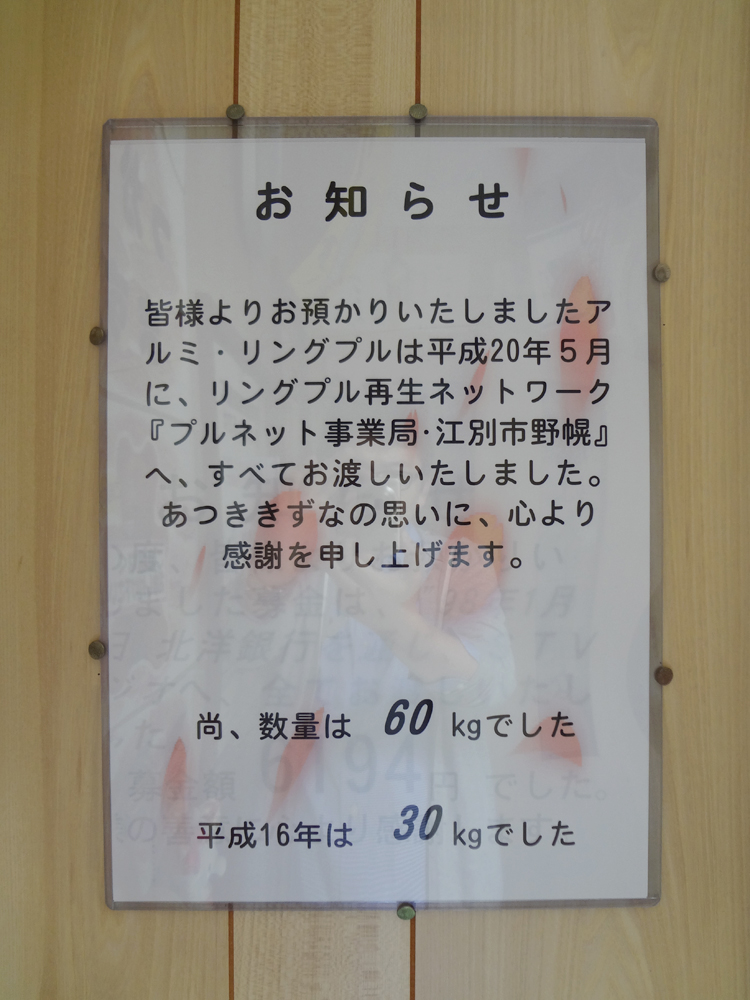 お知らせ
皆様よりお預かりいたしましたア
ルミ・リングプルは平成20年５月
に、リングプル再生ネットワーク
『プルネット事業局･江別市野幌』
へ、すべてお渡しいたしました。
あつききずなの思いに、心より
感謝を申し上げます。
尚、数量は 60 kgでした
平成16年は 30 kgでした